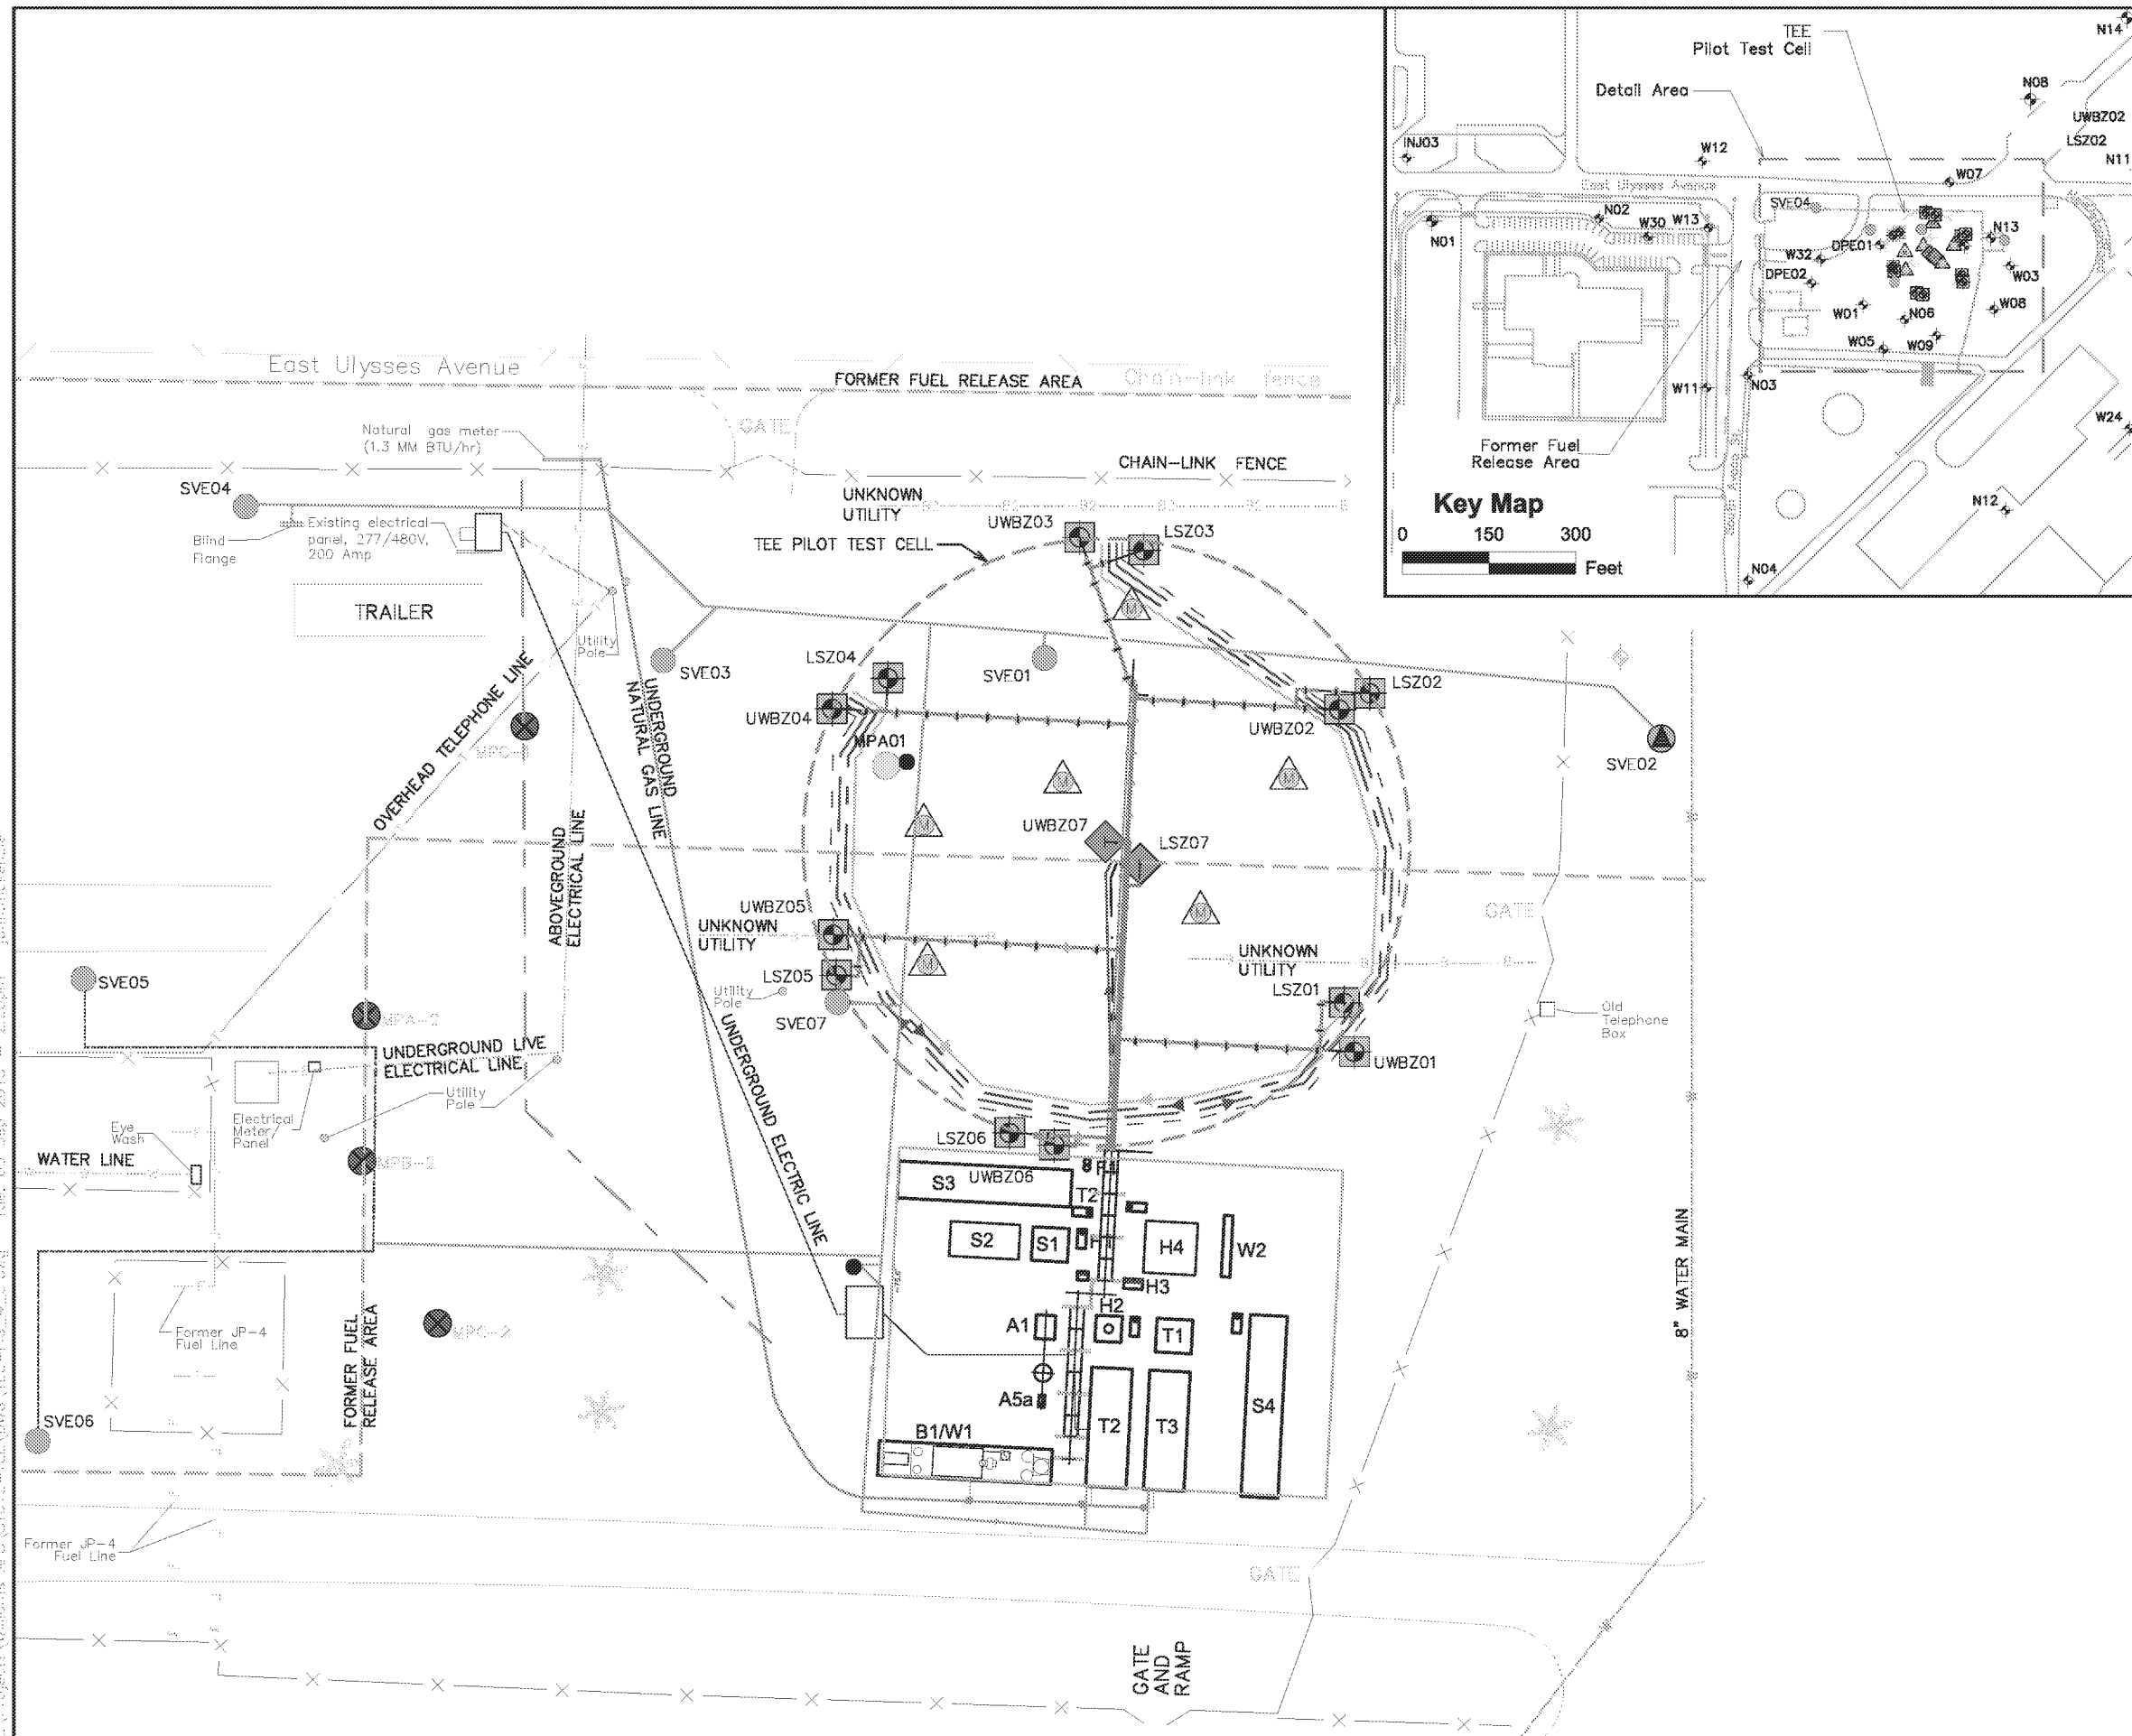 TEE
Pilot Test Cell
Detail Area
N14
N08
UWBZ02
LSZ02
N11
INJ03
W12
W07
East Ulysses Avenue
SVE04
N02
N01
W30
W13
N13
DPE01
W32
W03
DPE02
W01
N06
W08
W05
W09
W11
N03
W24
Former Fuel
Release Area
N12
N04
Key Map
0 150 300
Feet
East Ulysses Avenue
FORMER FUEL RELEASE AREA
Chain-link fence
GATE
Natural gas meter
(1.3 MM BTU/hr)
CHAIN-LINK FENCE
SVE04
UNKNOWN
UTILITY
Blind
Flange
Existing electrical
panel, 277/480V,
200 Amp
UWBZ03
LSZ03
TEE PILOT TEST CELL
TRAILER
Utility
Pole
SVE03
LSZ04
SVE01
LSZ02
UWBZ04
UWBZ02
SVE02
MPA01
OVERHEAD TELEPHONE LINE
UNDERGROUND
NATURAL GAS LINE
ABOVEGROUND
ELECTRICAL LINE
UWBZ07
LSZ07
UWBZ05
UNKNOWN
UTILITY
GATE
UNKNOWN
UTILITY
LSZ05
LSZ01
SVE05
Utility
Pole
SVE07
Old
Telephone
Box
MPA-2
UNDERGROUND LIVE
ELECTRICAL LINE
UNDERGROUND ELECTRIC LINE
UWBZ01
Utility
Pole
Electrical
Meter
Panel
Eye
Wash
LSZ06
WATER LINE
MPB-2
UWBZ06
S3
T2
S2
S1
H4
W2
H3
H2
8" WATER MAIN
A1
T1
MPC-2
Former JP-4
Fuel Line
FORMER FUEL
RELEASE AREA
A5a
T2
T3
S4
SVE06
B1/W1
Former JP-4
Fuel Line
GATE
GATE
AND
RAMP